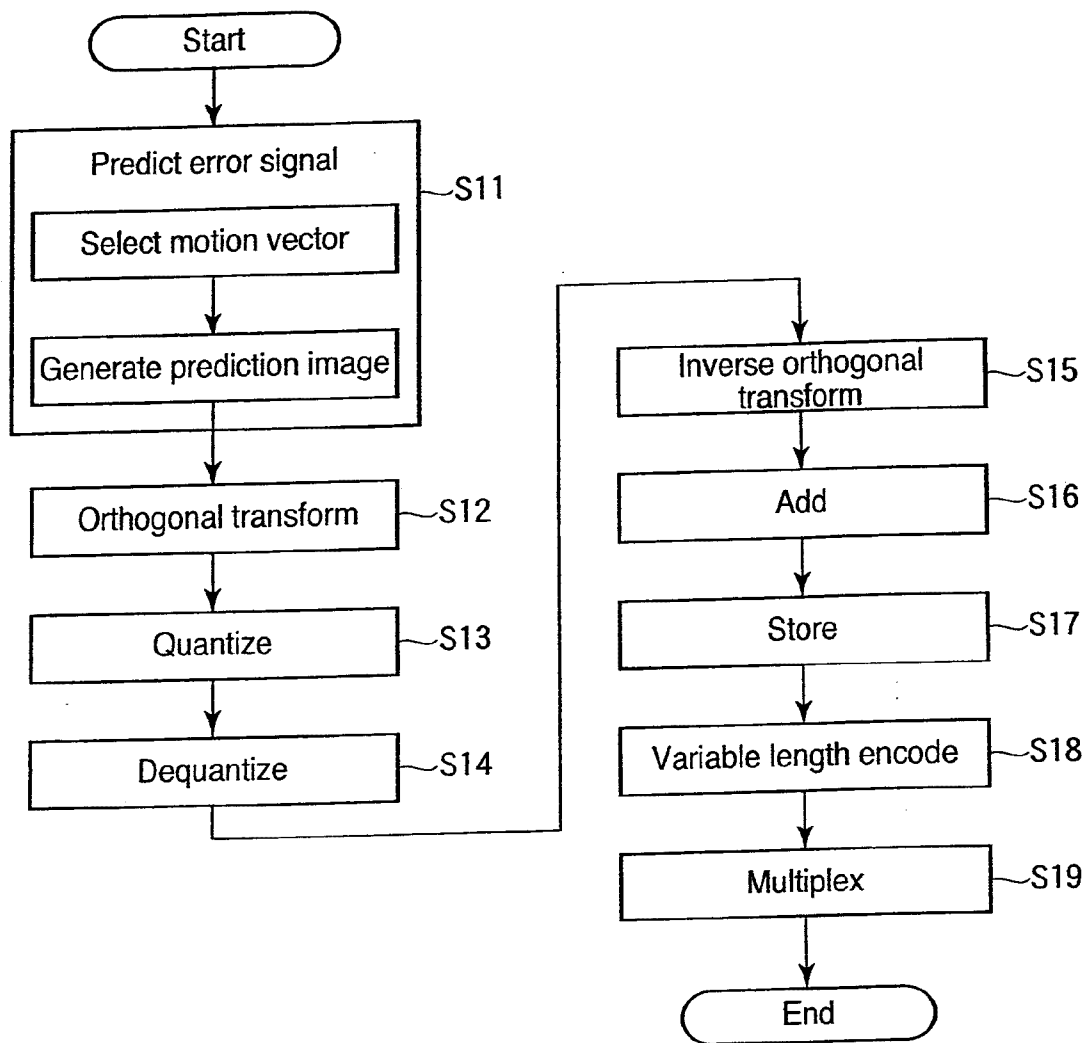 Start
Predict error signal
S11
Select motion vector
Generate prediction image
Orthogonal transform
S12
Quantize
S13
Dequantize
S14
Inverse orthogonal
transform
S15
Add
S16
Store
S17
Variable length encode
S18
Multiplex
S19
End